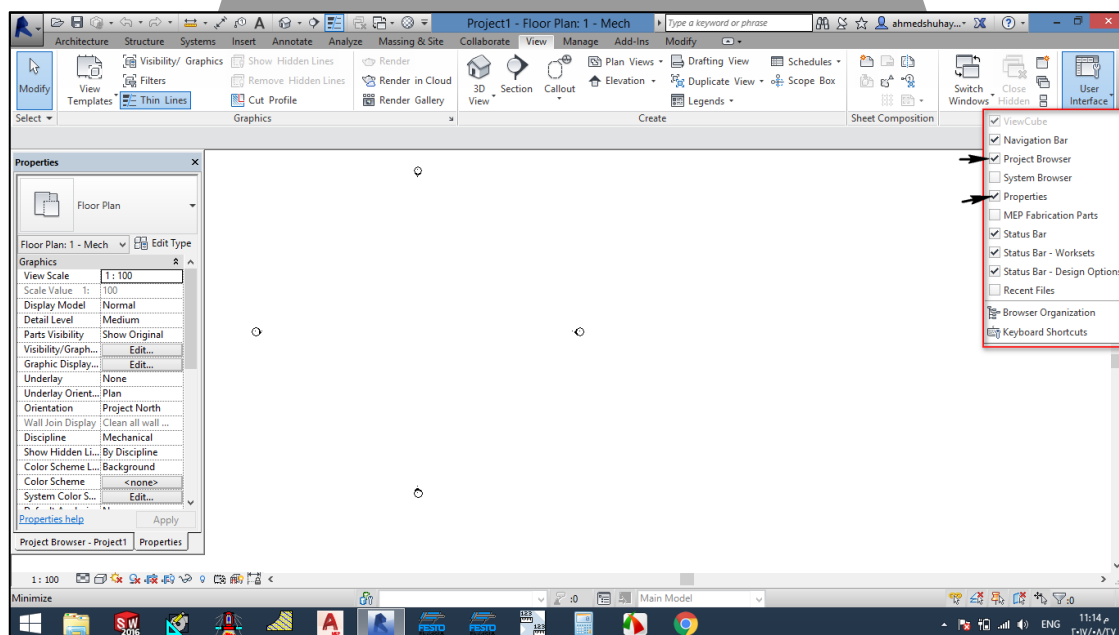 Project1 - Floor Plan: 1 - Mech
Type a keyword or phrase
ahmedshuhay...
Architecture Structure Systems Insert Annotate Analyze Massing & Site Collaborate View Manage Add-Ins Modify
Modify
View Templates
Visibility/ Graphics
Filters
Thin Lines
Show Hidden Lines
Remove Hidden Lines
Cut Profile
Render
Render in Cloud
Render Gallery
3D View
Section
Callout
Plan Views
Elevation
Drafting View
Duplicate View
Legends
Schedules
Scope Box
Switch Windows
Close Hidden
User Interface
Select
Graphics
Create
Sheet Composition
ViewCube
Navigation Bar
Project Browser
System Browser
Properties
MEP Fabrication Parts
Status Bar
Status Bar - Worksets
Status Bar - Design Options
Recent Files
Browser Organization
Keyboard Shortcuts
Properties
Floor Plan
Floor Plan: 1 - Mech Edit Type
Graphics
View Scale 1 : 100
Scale Value 1: 100
Display Model Normal
Detail Level Medium
Parts Visibility Show Original
Visibility/Graph... Edit...
Graphic Display... Edit...
Underlay None
Underlay Orient... Plan
Orientation Project North
Wall Join Display Clean all wall ...
Discipline Mechanical
Show Hidden Li... By Discipline
Color Scheme L... Background
Color Scheme <none>
System Color S... Edit...
Properties help Apply
Project Browser - Project1 Properties
1 : 100
Minimize
:0
Main Model
:0
SW 2016
FESTO
FESTO
123
123
ENG
11:14 م